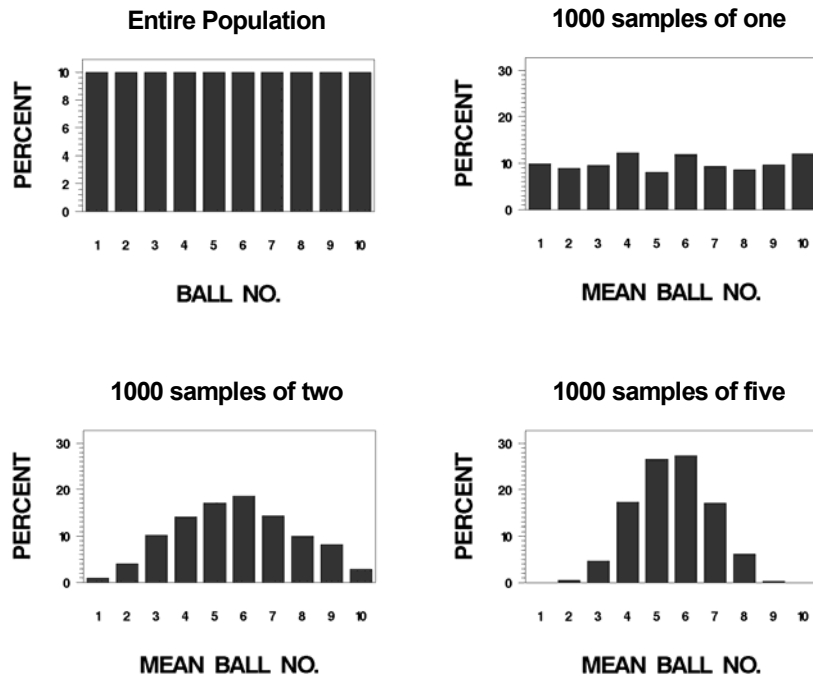 Entire Population
PERCENT
10
8
6
4
2
0
1 2 3 4 5 6 7 8 9 10
BALL NO.
1000 samples of one
PERCENT
30
20
10
0
1 2 3 4 5 6 7 8 9 10
MEAN BALL NO.
1000 samples of two
PERCENT
30
20
10
0
1 2 3 4 5 6 7 8 9 10
MEAN BALL NO.
1000 samples of five
PERCENT
30
20
10
0
1 2 3 4 5 6 7 8 9 10
MEAN BALL NO.